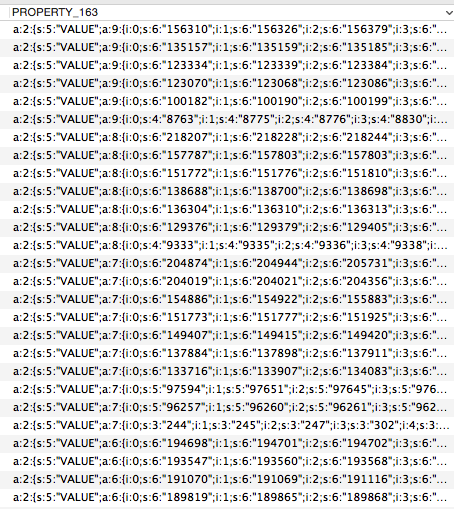 PROPERTY_163
a:2:{s:5:"VALUE";a:9:{i:0;s:6:"156310";i:1;s:6:"156326";i:2;s:6:"156379";i:3;s:6:"...
a:2:{s:5:"VALUE";a:9:{i:0;s:6:"135157";i:1;s:6:"135159";i:2;s:6:"135185";i:3;s:6:"...
a:2:{s:5:"VALUE";a:9:{i:0;s:6:"123334";i:1;s:6:"123339";i:2;s:6:"123384";i:3;s:6:"...
a:2:{s:5:"VALUE";a:9:{i:0;s:6:"123070";i:1;s:6:"123068";i:2;s:6:"123086";i:3;s:6:"...
a:2:{s:5:"VALUE";a:9:{i:0;s:6:"100182";i:1;s:6:"100190";i:2;s:6:"100199";i:3;s:6:"...
a:2:{s:5:"VALUE";a:9:{i:0;s:4:"8763";i:1;s:4:"8775";i:2;s:4:"8776";i:3;s:4:"8830";i:...
a:2:{s:5:"VALUE";a:8:{i:0;s:6:"218207";i:1;s:6:"218228";i:2;s:6:"218244";i:3;s:6:"...
a:2:{s:5:"VALUE";a:8:{i:0;s:6:"157787";i:1;s:6:"157803";i:2;s:6:"157803";i:3;s:6:"...
a:2:{s:5:"VALUE";a:8:{i:0;s:6:"151772";i:1;s:6:"151776";i:2;s:6:"151810";i:3;s:6:"...
a:2:{s:5:"VALUE";a:8:{i:0;s:6:"138688";i:1;s:6:"138700";i:2;s:6:"138698";i:3;s:6:"...
a:2:{s:5:"VALUE";a:8:{i:0;s:6:"136304";i:1;s:6:"136310";i:2;s:6:"136313";i:3;s:6:"...
a:2:{s:5:"VALUE";a:8:{i:0;s:6:"129376";i:1;s:6:"129379";i:2;s:6:"129405";i:3;s:6:"...
a:2:{s:5:"VALUE";a:8:{i:0;s:4:"9333";i:1;s:4:"9335";i:2;s:4:"9336";i:3;s:4:"9338";i:...
a:2:{s:5:"VALUE";a:7:{i:0;s:6:"204874";i:1;s:6:"204944";i:2;s:6:"205731";i:3;s:6:"...
a:2:{s:5:"VALUE";a:7:{i:0;s:6:"204019";i:1;s:6:"204021";i:2;s:6:"204356";i:3;s:6:"...
a:2:{s:5:"VALUE";a:7:{i:0;s:6:"154886";i:1;s:6:"154922";i:2;s:6:"155883";i:3;s:6:"...
a:2:{s:5:"VALUE";a:7:{i:0;s:6:"151773";i:1;s:6:"151777";i:2;s:6:"151925";i:3;s:6:"...
a:2:{s:5:"VALUE";a:7:{i:0;s:6:"149407";i:1;s:6:"149415";i:2;s:6:"149420";i:3;s:6:"...
a:2:{s:5:"VALUE";a:7:{i:0;s:6:"137884";i:1;s:6:"137898";i:2;s:6:"137911";i:3;s:6:"...
a:2:{s:5:"VALUE";a:7:{i:0;s:6:"133716";i:1;s:6:"133907";i:2;s:6:"134083";i:3;s:6:"...
a:2:{s:5:"VALUE";a:7:{i:0;s:5:"97594";i:1;s:5:"97651";i:2;s:5:"97645";i:3;s:5:"976...
a:2:{s:5:"VALUE";a:7:{i:0;s:5:"96257";i:1;s:5:"96260";i:2;s:5:"96261";i:3;s:5:"962...
a:2:{s:5:"VALUE";a:7:{i:0;s:3:"244";i:1;s:3:"245";i:2;s:3:"247";i:3;s:3:"302";i:4;s:3:...
a:2:{s:5:"VALUE";a:6:{i:0;s:6:"194698";i:1;s:6:"194701";i:2;s:6:"194702";i:3;s:6:"...
a:2:{s:5:"VALUE";a:6:{i:0;s:6:"193547";i:1;s:6:"193560";i:2;s:6:"193568";i:3;s:6:"...
a:2:{s:5:"VALUE";a:6:{i:0;s:6:"191070";i:1;s:6:"191069";i:2;s:6:"191116";i:3;s:6:"...
a:2:{s:5:"VALUE";a:6:{i:0;s:6:"189819";i:1;s:6:"189865";i:2;s:6:"189868";i:3;s:6:"...